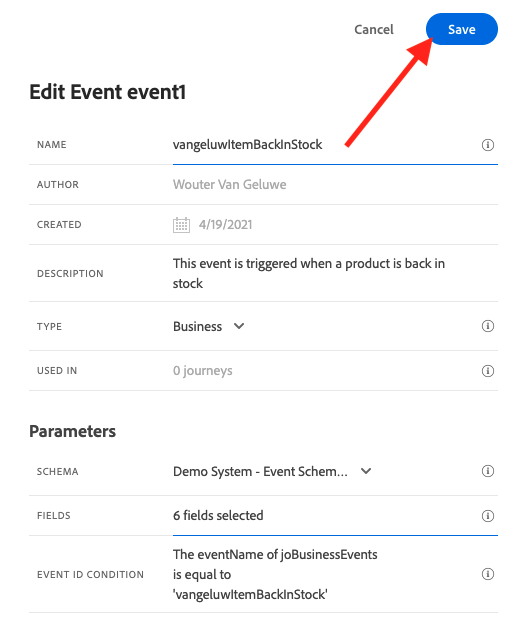 Cancel Save
Edit Event event1
NAME vangeluwItemBackInStock
AUTHOR Wouter Van Geluwe
CREATED 4/19/2021
DESCRIPTION This event is triggered when a product is back in
stock
TYPE Business
USED IN 0 journeys
Parameters
SCHEMA Demo System - Event Schem...
FIELDS 6 fields selected
The eventName of joBusinessEvents
EVENT ID CONDITION is equal to
'vangeluwItemBackInStock'